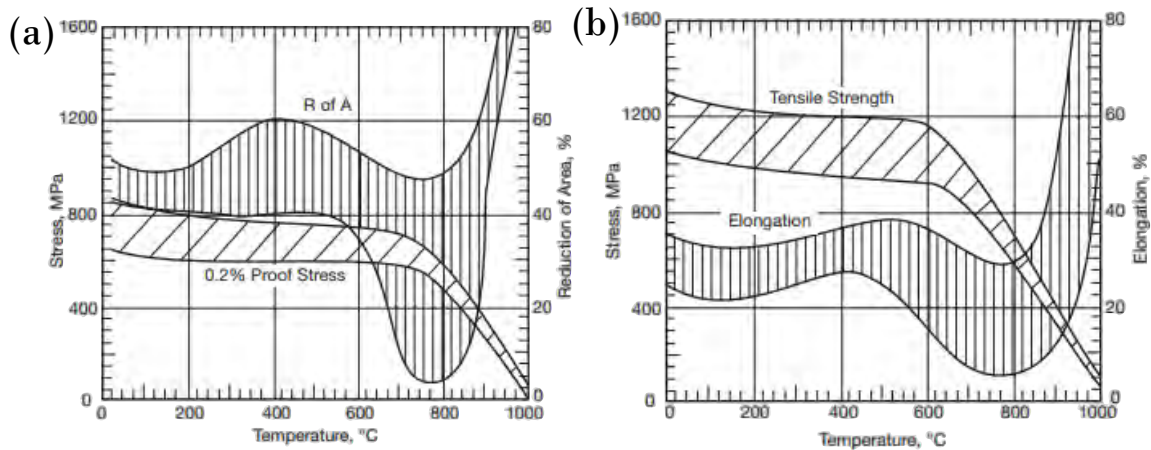 (a)
1600
1200
800
400
0
Stress, MPa
R of A
0.2% Proof Stress
80
60
40
20
0
Reduction of Area, %
0 200 400 600 800 1000
Temperature, °C
(b)
1600
1200
800
400
0
Stress, MPa
Tensile Strength
Elongation
80
60
40
20
0
Elongation, %
0 200 400 600 800 1000
Temperature, °C